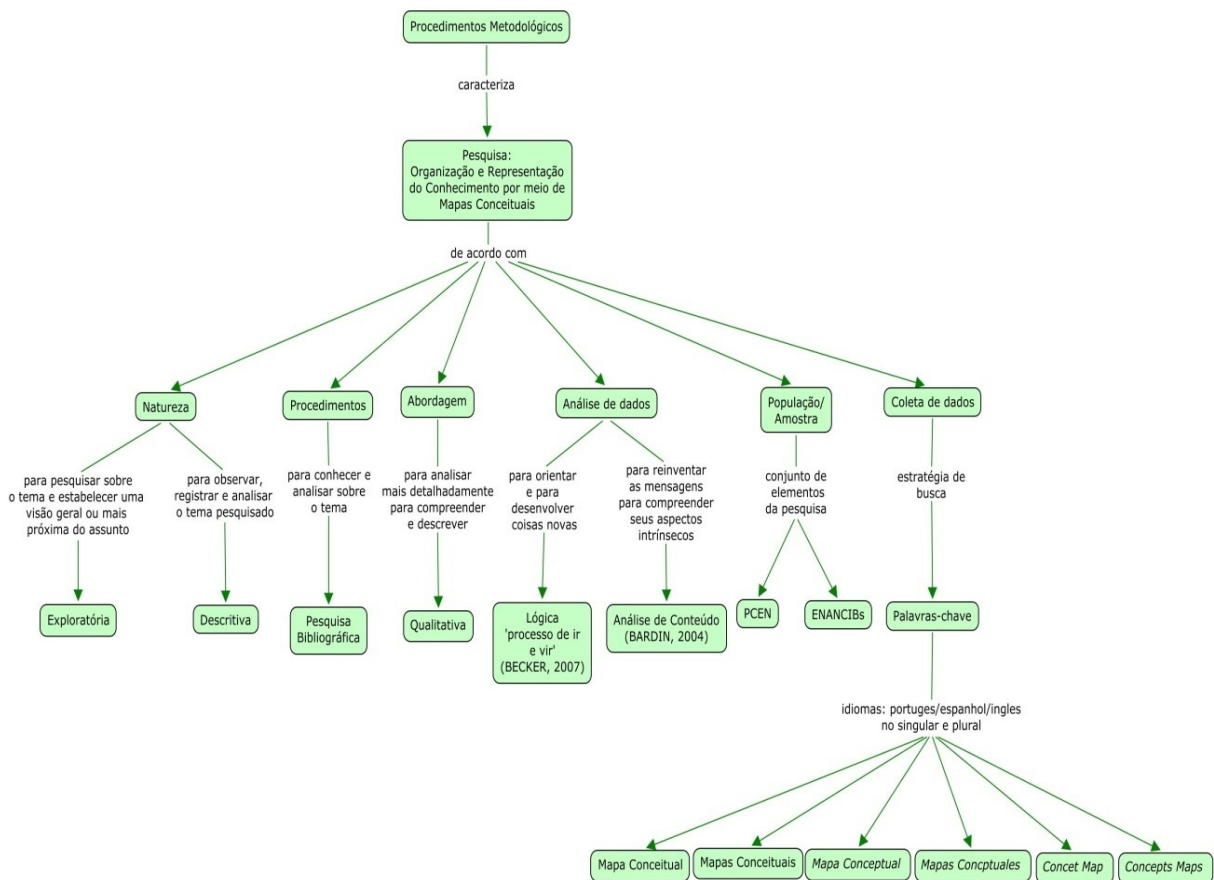 Procedimentos Metodológicos
caracteriza
Pesquisa:
Organização e Representação
do Conhecimento por meio de
Mapas Conceituais
de acordo com
Natureza
Procedimentos
Abordagem
Análise de dados
População/
Amostra
Coleta de dados
para pesquisar sobre
o tema e estabelecer uma
visão geral ou mais
próxima do assunto
para observar,
registrar e analisar
o tema pesquisado
para conhecer e
analisar sobre
o tema
para analisar
mais detalhadamente
para compreender
e descrever
para orientar
e para
desenvolver
coisas novas
para reinventar
as mensagens
para compreender
seus aspectos
intrínsecos
conjunto de
elementos
da pesquisa
estratégia de
busca
Exploratória
Descritiva
Pesquisa
Bibliográfica
Qualitativa
Lógica
'processo de ir
e vir'
(BECKER, 2007)
Análise de Conteúdo
(BARDIN, 2004)
PCEN
ENANCIBs
Palavras-chave
idiomas: portuges/espanhol/ingles
no singular e plural
Mapa Conceitual
Mapas Conceituais
Mapa Conceptual
Mapas Concptuales
Concet Map
Concepts Maps